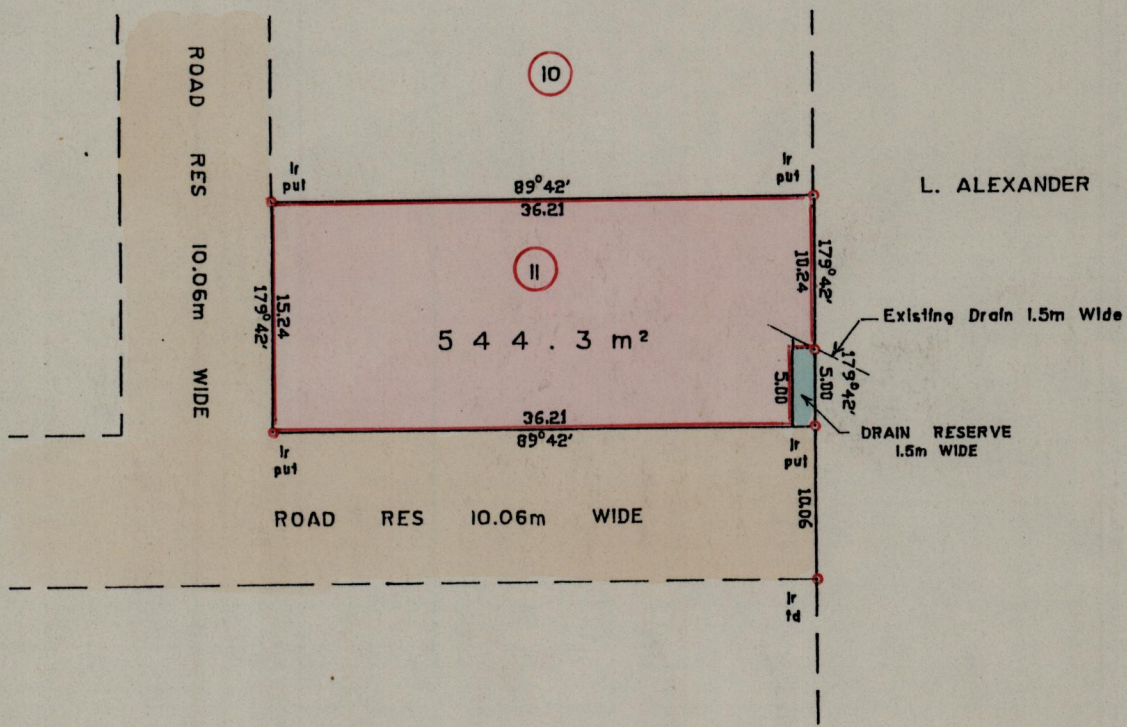 ROAD RES 10.06m WIDE
10
L. ALEXANDER
Ir
put
Ir
put
89°42'
36.21
179°42'
10.24
15.24
179°42'
11
544.3 m²
Existing Drain 1.5m Wide
179°42'
5.00
5.00
36.21
89°42'
DRAIN RESERVE
1.5m WIDE
Ir
put
Ir
put
10.06
ROAD RES 10.06m WIDE
Ir
fd